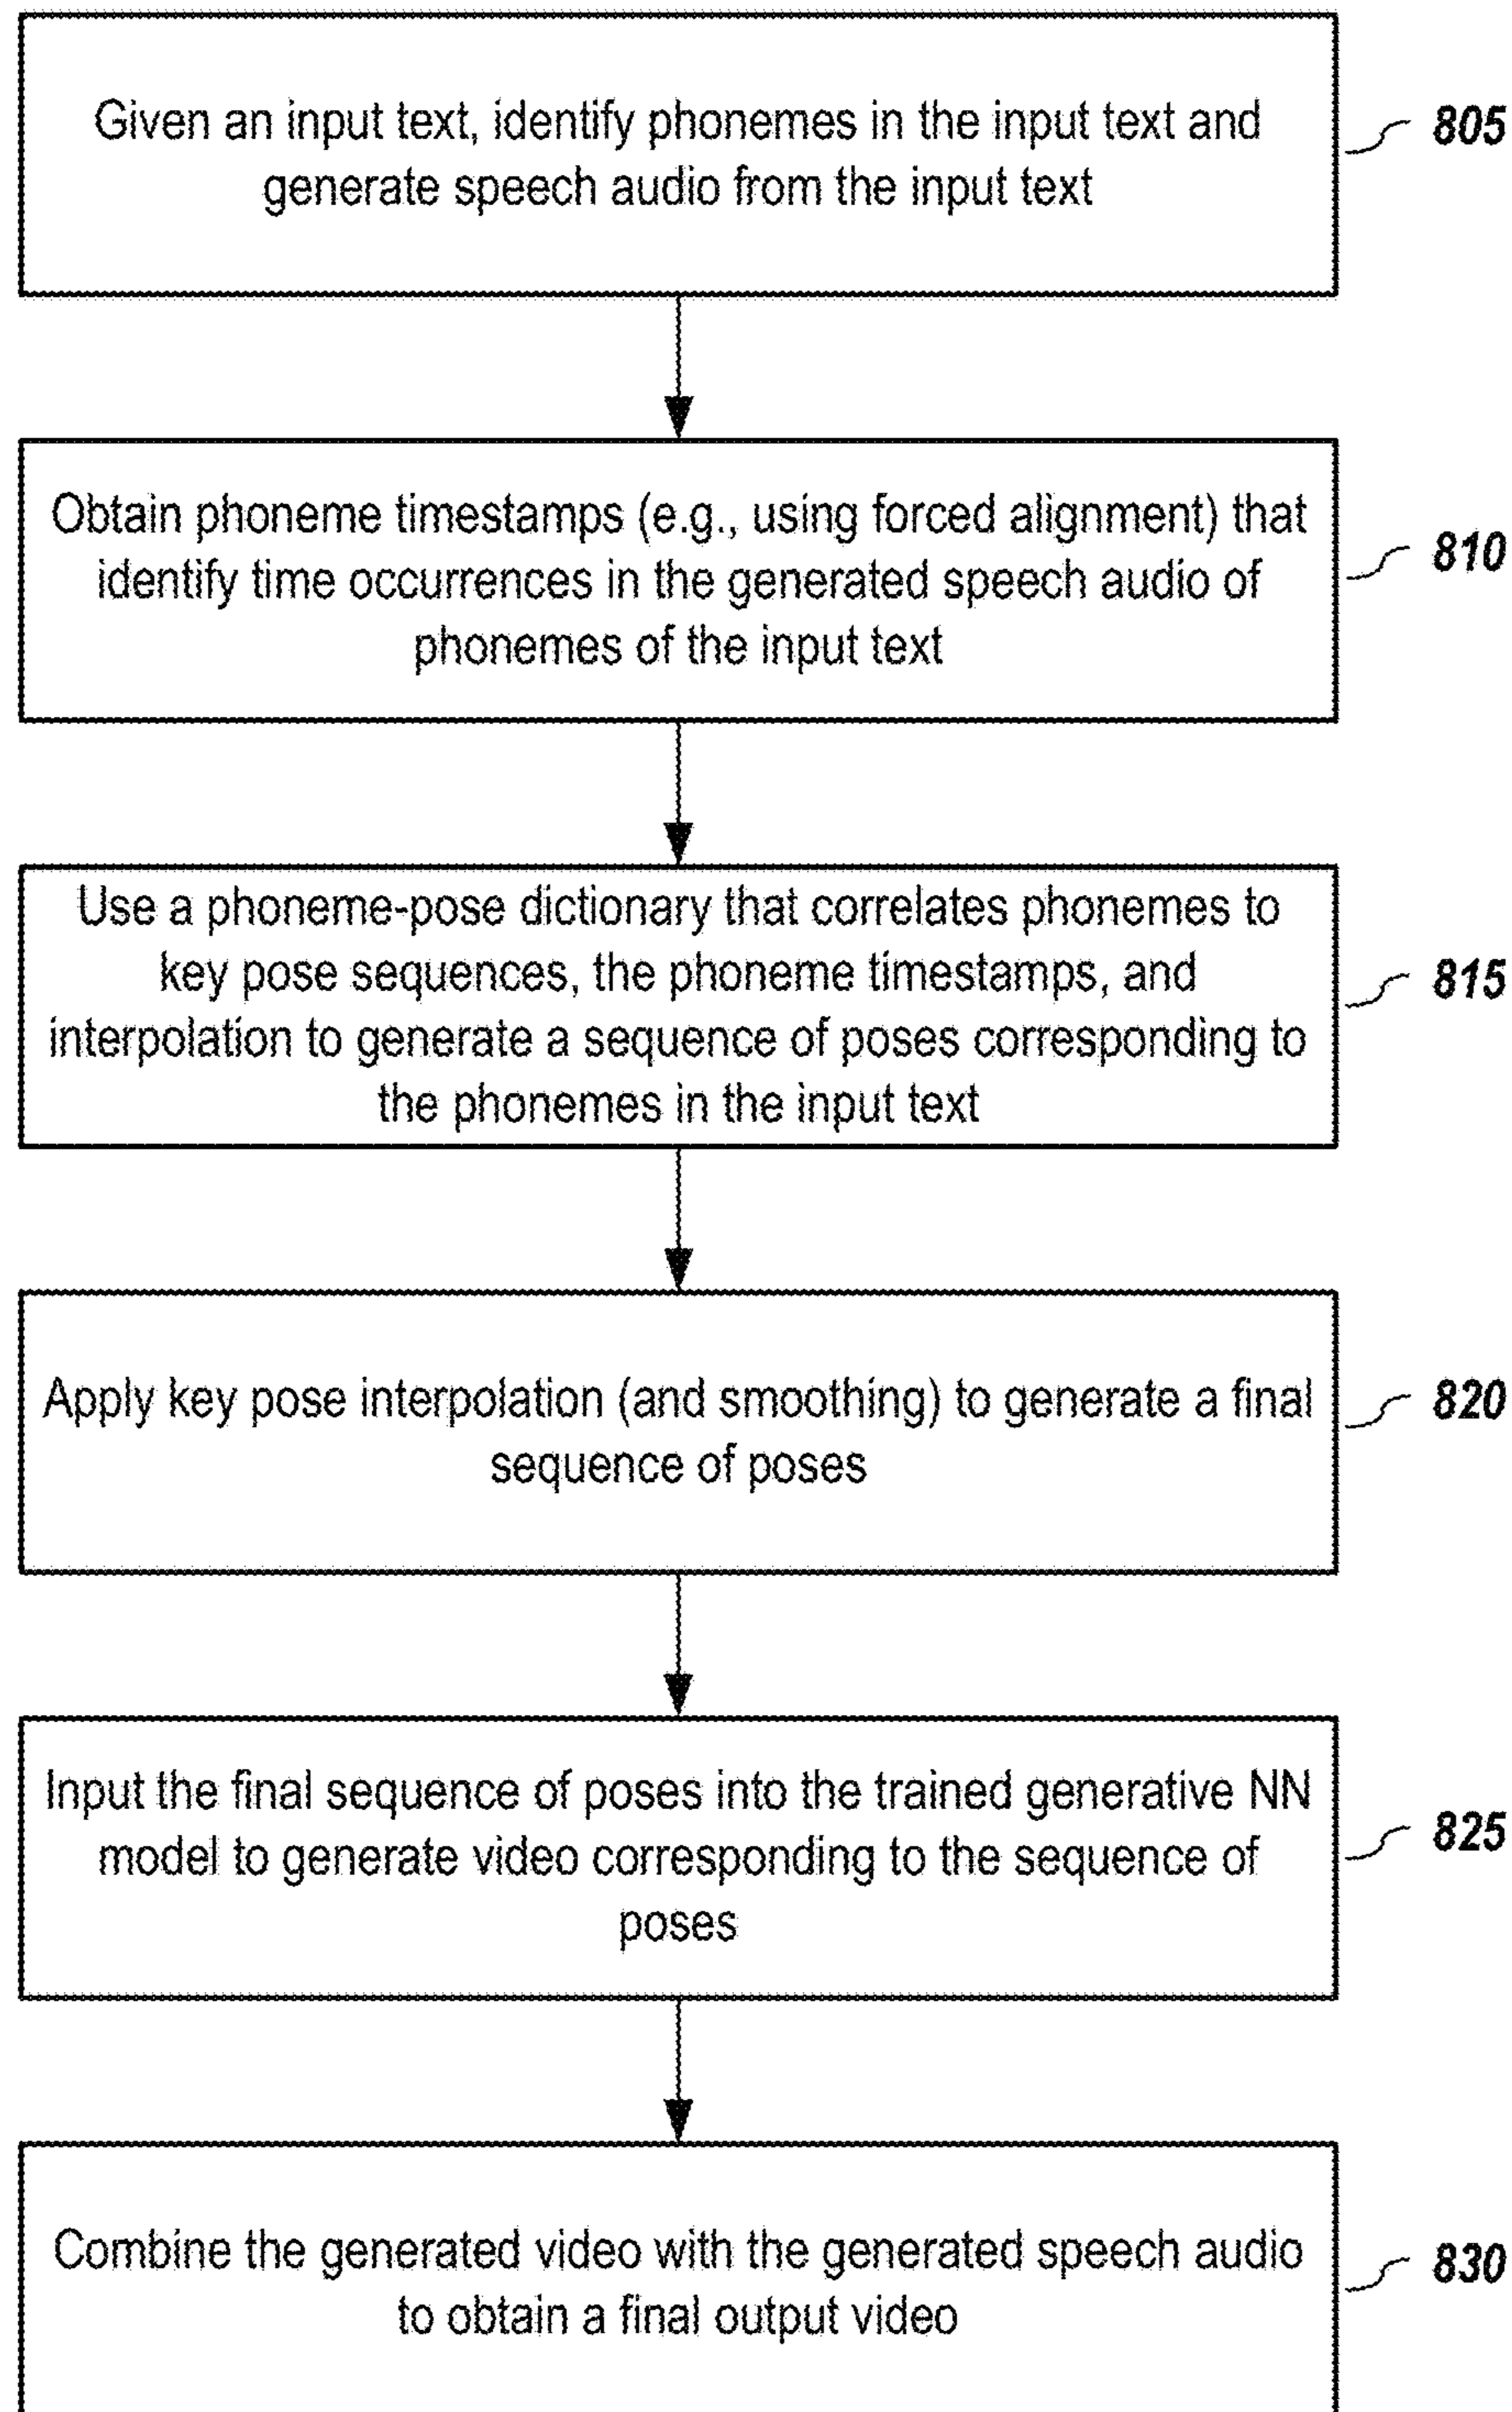 Given an input text, identify phonemes in the input text and
generate speech audio from the input text
805
Obtain phoneme timestamps (e.g., using forced alignment) that
identify time occurrences in the generated speech audio of
phonemes of the input text
810
Use a phoneme-pose dictionary that correlates phonemes to
key pose sequences, the phoneme timestamps, and
interpolation to generate a sequence of poses corresponding to
the phonemes in the input text
815
Apply key pose interpolation (and smoothing) to generate a final
sequence of poses
820
Input the final sequence of poses into the trained generative NN
model to generate video corresponding to the sequence of
poses
825
Combine the generated video with the generated speech audio
to obtain a final output video
830